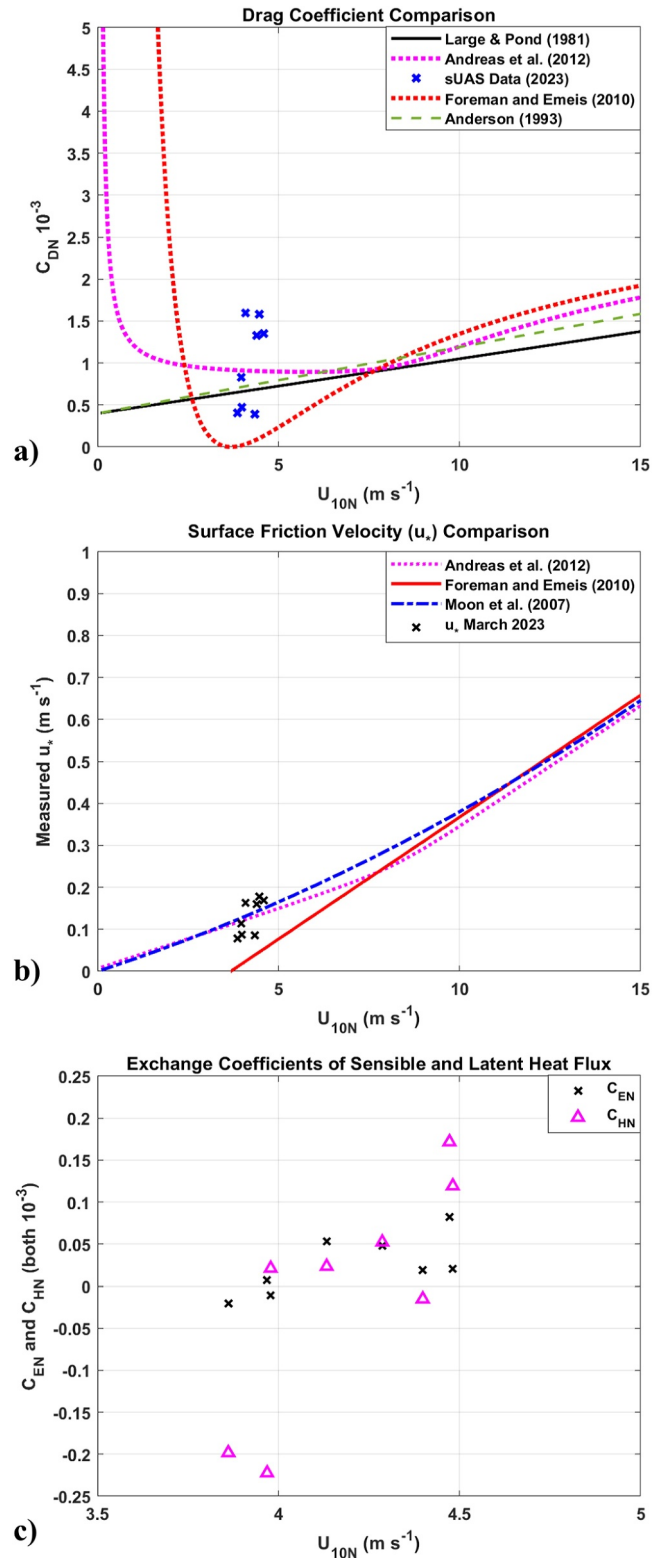 Drag Coefficient Comparison
Large & Pond (1981)
Andreas et al. (2012)
sUAS Data (2023)
Foreman and Emeis (2010)
Anderson (1993)
5
4.5
4
3.5
3
2.5
2
1.5
1
0.5
0
C_DN 10^-3
0 5 10 15
U_10N (m s^-1)
a)
Surface Friction Velocity (u_*) Comparison
Andreas et al. (2012)
Foreman and Emeis (2010)
Moon et al. (2007)
u_* March 2023
1
0.9
0.8
0.7
0.6
0.5
0.4
0.3
0.2
0.1
0
Measured u_* (m s^-1)
0 5 10 15
U_10N (m s^-1)
b)
Exchange Coefficients of Sensible and Latent Heat Flux
C_EN
C_HN
0.25
0.2
0.15
0.1
0.05
0
-0.05
-0.1
-0.15
-0.2
-0.25
C_EN and C_HN (both 10^-3)
3.5 4 4.5 5
U_10N (m s^-1)
c)